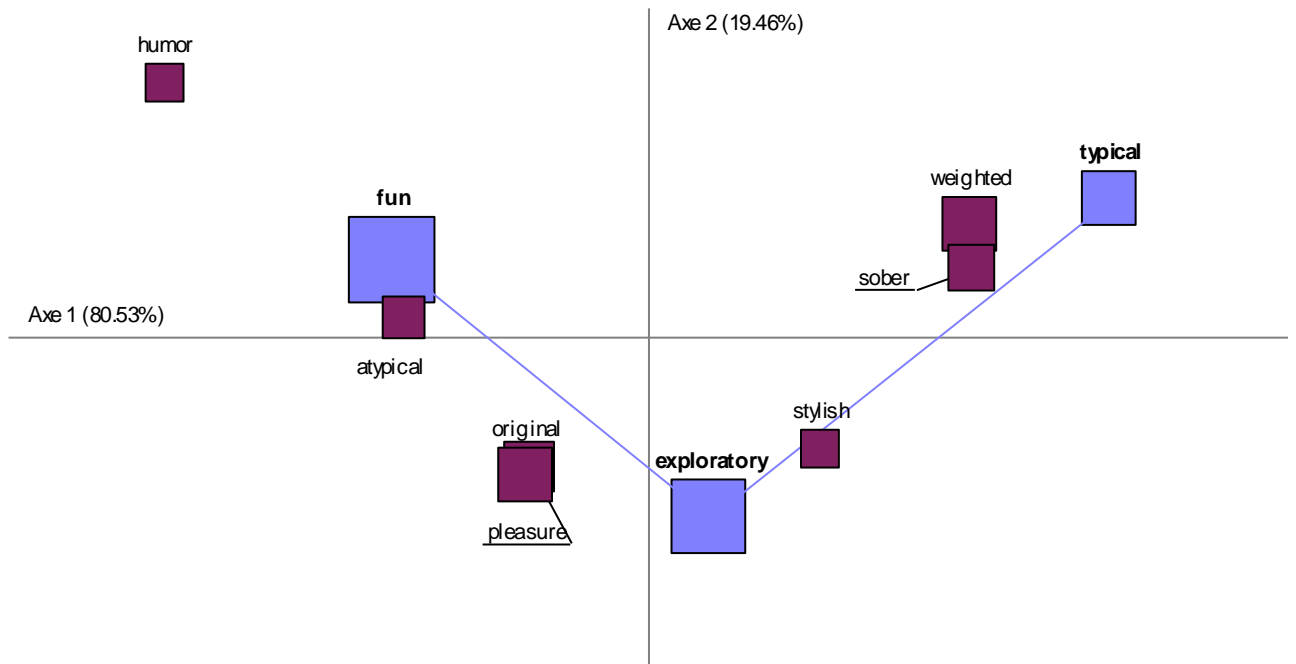 Axe 2 (19.46%)
humor
typical
weighted
fun
sober
Axe 1 (80.53%)
atypical
stylish
original
exploratory
pleasure